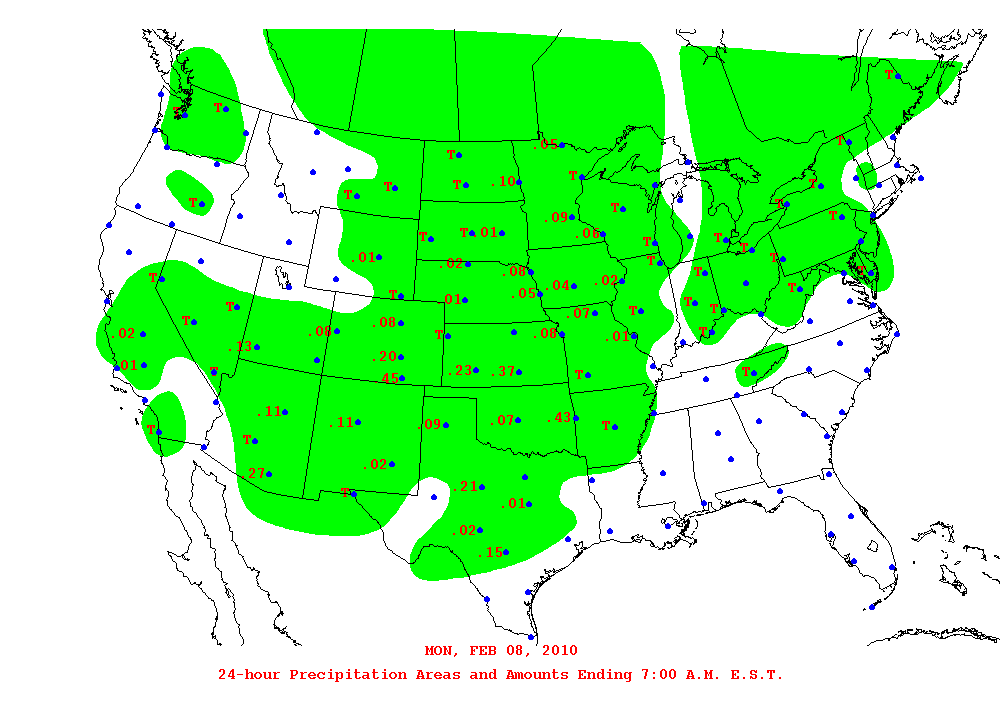 T
T T
T .05
T
T
T .10 T T
T
T T T
.09 T
T T .01 .06 T T T
.01 T T .02
.08 T T
T .04 .02 T
T .01 .05 T
T .07 T T
T .08 .08
.02 T .08 .01 T
.13 .20
.01 T .23 .37 T T
.45
.11 .11 .07 .43
.09 T T
T
.02
.27
.21 T
.01
.02
.15
MON, FEB 08, 2010
24-hour Precipitation Areas and Amounts Ending 7:00 A.M. E.S.T.